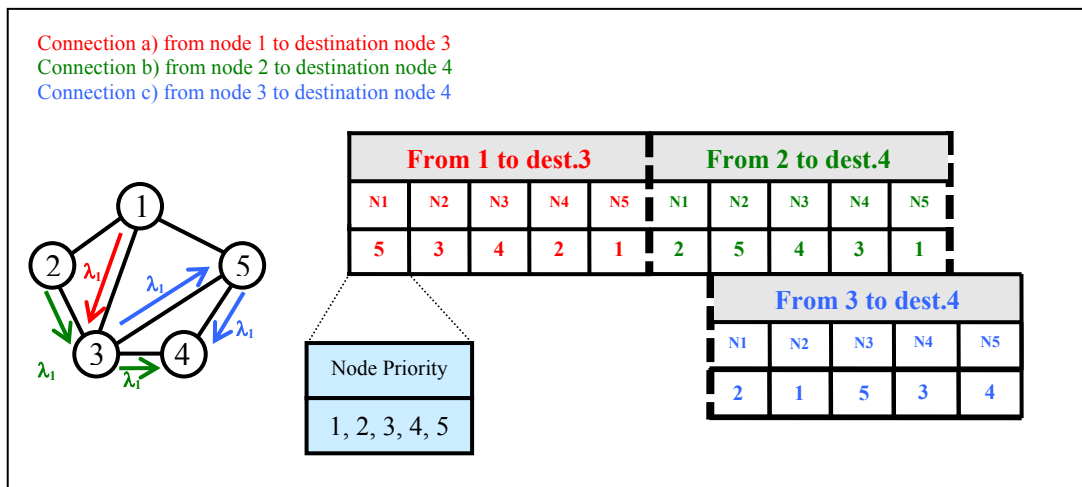 Connection a) from node 1 to destination node 3
Connection b) from node 2 to destination node 4
Connection c) from node 3 to destination node 4
From 1 to dest.3 From 2 to dest.4
N1 N2 N3 N4 N5 N1 N2 N3 N4 N5
5 3 4 2 1 2 5 4 3 1
From 3 to dest.4
N1 N2 N3 N4 N5
2 1 5 3 4
Node Priority
1, 2, 3, 4, 5
1
2 λ1 λ1 5
λ1
3 4
λ1 λ1